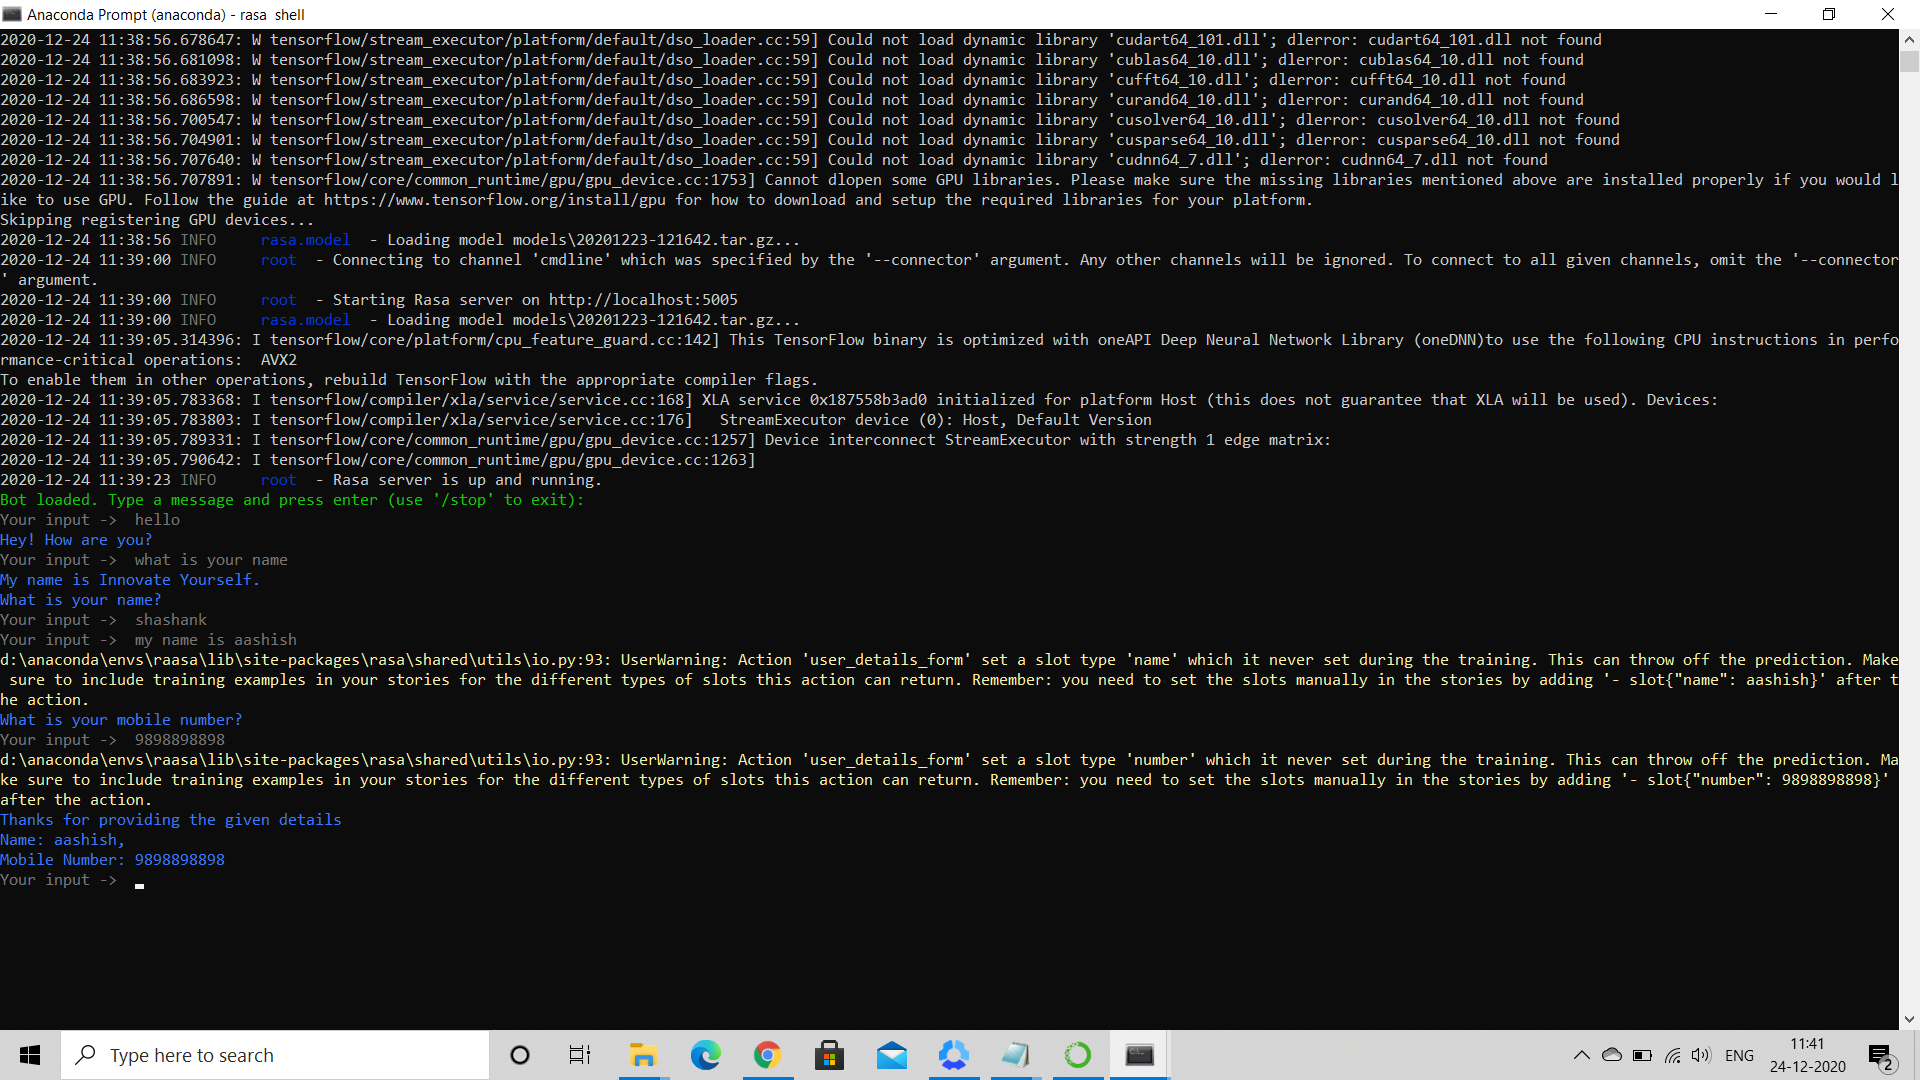 Anaconda Prompt (anaconda) - rasa  shell
2020-12-24 11:38:56.678647: W tensorflow/stream_executor/platform/default/dso_loader.cc:59] Could not load dynamic library 'cudart64_101.dll'; dlerror: cudart64_101.dll not found
2020-12-24 11:38:56.681098: W tensorflow/stream_executor/platform/default/dso_loader.cc:59] Could not load dynamic library 'cublas64_10.dll'; dlerror: cublas64_10.dll not found
2020-12-24 11:38:56.683923: W tensorflow/stream_executor/platform/default/dso_loader.cc:59] Could not load dynamic library 'cufft64_10.dll'; dlerror: cufft64_10.dll not found
2020-12-24 11:38:56.686598: W tensorflow/stream_executor/platform/default/dso_loader.cc:59] Could not load dynamic library 'curand64_10.dll'; dlerror: curand64_10.dll not found
2020-12-24 11:38:56.700547: W tensorflow/stream_executor/platform/default/dso_loader.cc:59] Could not load dynamic library 'cusolver64_10.dll'; dlerror: cusolver64_10.dll not found
2020-12-24 11:38:56.704901: W tensorflow/stream_executor/platform/default/dso_loader.cc:59] Could not load dynamic library 'cusparse64_10.dll'; dlerror: cusparse64_10.dll not found
2020-12-24 11:38:56.707640: W tensorflow/stream_executor/platform/default/dso_loader.cc:59] Could not load dynamic library 'cudnn64_7.dll'; dlerror: cudnn64_7.dll not found
2020-12-24 11:38:56.707891: W tensorflow/core/common_runtime/gpu/gpu_device.cc:1753] Cannot dlopen some GPU libraries. Please make sure the missing libraries mentioned above are installed properly if you would l
ike to use GPU. Follow the guide at https://www.tensorflow.org/install/gpu for how to download and setup the required libraries for your platform.
Skipping registering GPU devices...
2020-12-24 11:38:56 INFO     rasa.model  - Loading model models\20201223-121642.tar.gz...
2020-12-24 11:39:00 INFO     root  - Connecting to channel 'cmdline' which was specified by the '--connector' argument. Any other channels will be ignored. To connect to all given channels, omit the '--connector
' argument.
2020-12-24 11:39:00 INFO     root  - Starting Rasa server on http://localhost:5005
2020-12-24 11:39:00 INFO     rasa.model  - Loading model models\20201223-121642.tar.gz...
2020-12-24 11:39:05.314396: I tensorflow/core/platform/cpu_feature_guard.cc:142] This TensorFlow binary is optimized with oneAPI Deep Neural Network Library (oneDNN)to use the following CPU instructions in perfo
rmance-critical operations:  AVX2
To enable them in other operations, rebuild TensorFlow with the appropriate compiler flags.
2020-12-24 11:39:05.783368: I tensorflow/compiler/xla/service/service.cc:168] XLA service 0x187558b3ad0 initialized for platform Host (this does not guarantee that XLA will be used). Devices:
2020-12-24 11:39:05.783803: I tensorflow/compiler/xla/service/service.cc:176]   StreamExecutor device (0): Host, Default Version
2020-12-24 11:39:05.789331: I tensorflow/core/common_runtime/gpu/gpu_device.cc:1257] Device interconnect StreamExecutor with strength 1 edge matrix:
2020-12-24 11:39:05.790642: I tensorflow/core/common_runtime/gpu/gpu_device.cc:1263]
2020-12-24 11:39:23 INFO     root  - Rasa server is up and running.
Bot loaded. Type a message and press enter (use '/stop' to exit):
Your input ->  hello
Hey! How are you?
Your input ->  what is your name
My name is Innovate Yourself.
What is your name?
Your input ->  shashank
Your input ->  my name is aashish
d:\anaconda\envs\raasa\lib\site-packages\rasa\shared\utils\io.py:93: UserWarning: Action 'user_details_form' set a slot type 'name' which it never set during the training. This can throw off the prediction. Make
 sure to include training examples in your stories for the different types of slots this action can return. Remember: you need to set the slots manually in the stories by adding '- slot{"name": aashish}' after t
he action.
What is your mobile number?
Your input ->  9898898898
d:\anaconda\envs\raasa\lib\site-packages\rasa\shared\utils\io.py:93: UserWarning: Action 'user_details_form' set a slot type 'number' which it never set during the training. This can throw off the prediction. Ma
ke sure to include training examples in your stories for the different types of slots this action can return. Remember: you need to set the slots manually in the stories by adding '- slot{"number": 9898898898}'
after the action.
Thanks for providing the given details
Name: aashish,
Mobile Number: 9898898898
Your input ->
Type here to search
ENG
11:41
24-12-2020
2